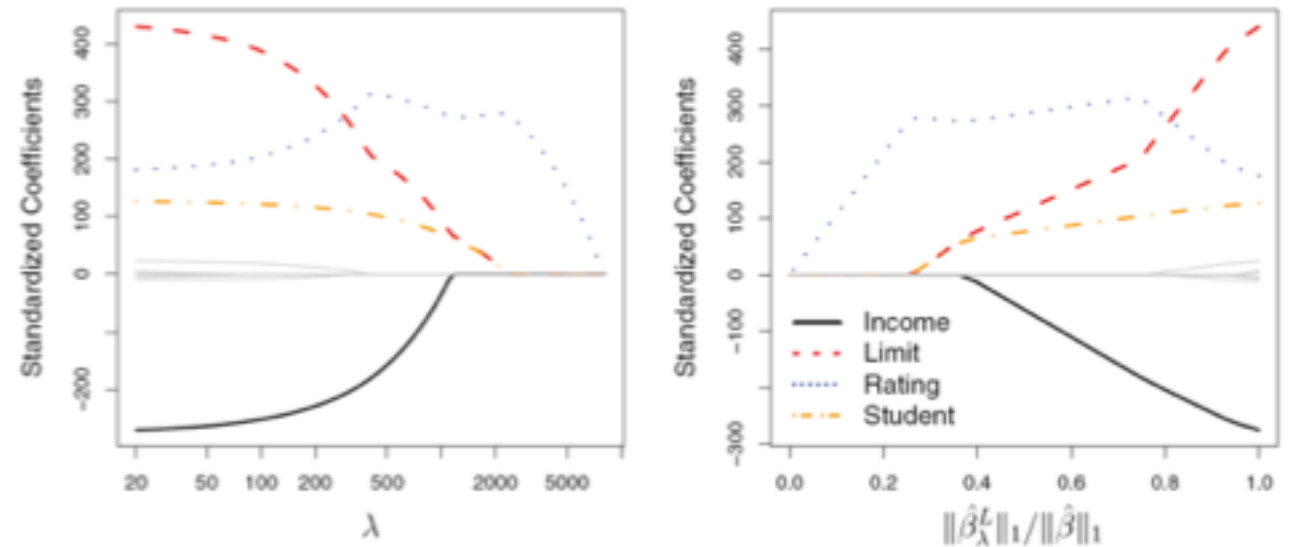 Standardized Coefficients
400
300
200
100
0
−200
20 50 100 200 500 2000 5000
λ
Standardized Coefficients
400
300
200
100
0
−100
−300
0.0 0.2 0.4 0.6 0.8 1.0
‖β̂ᴸλ‖₁/‖β̂‖₁
Income
Limit
Rating
Student